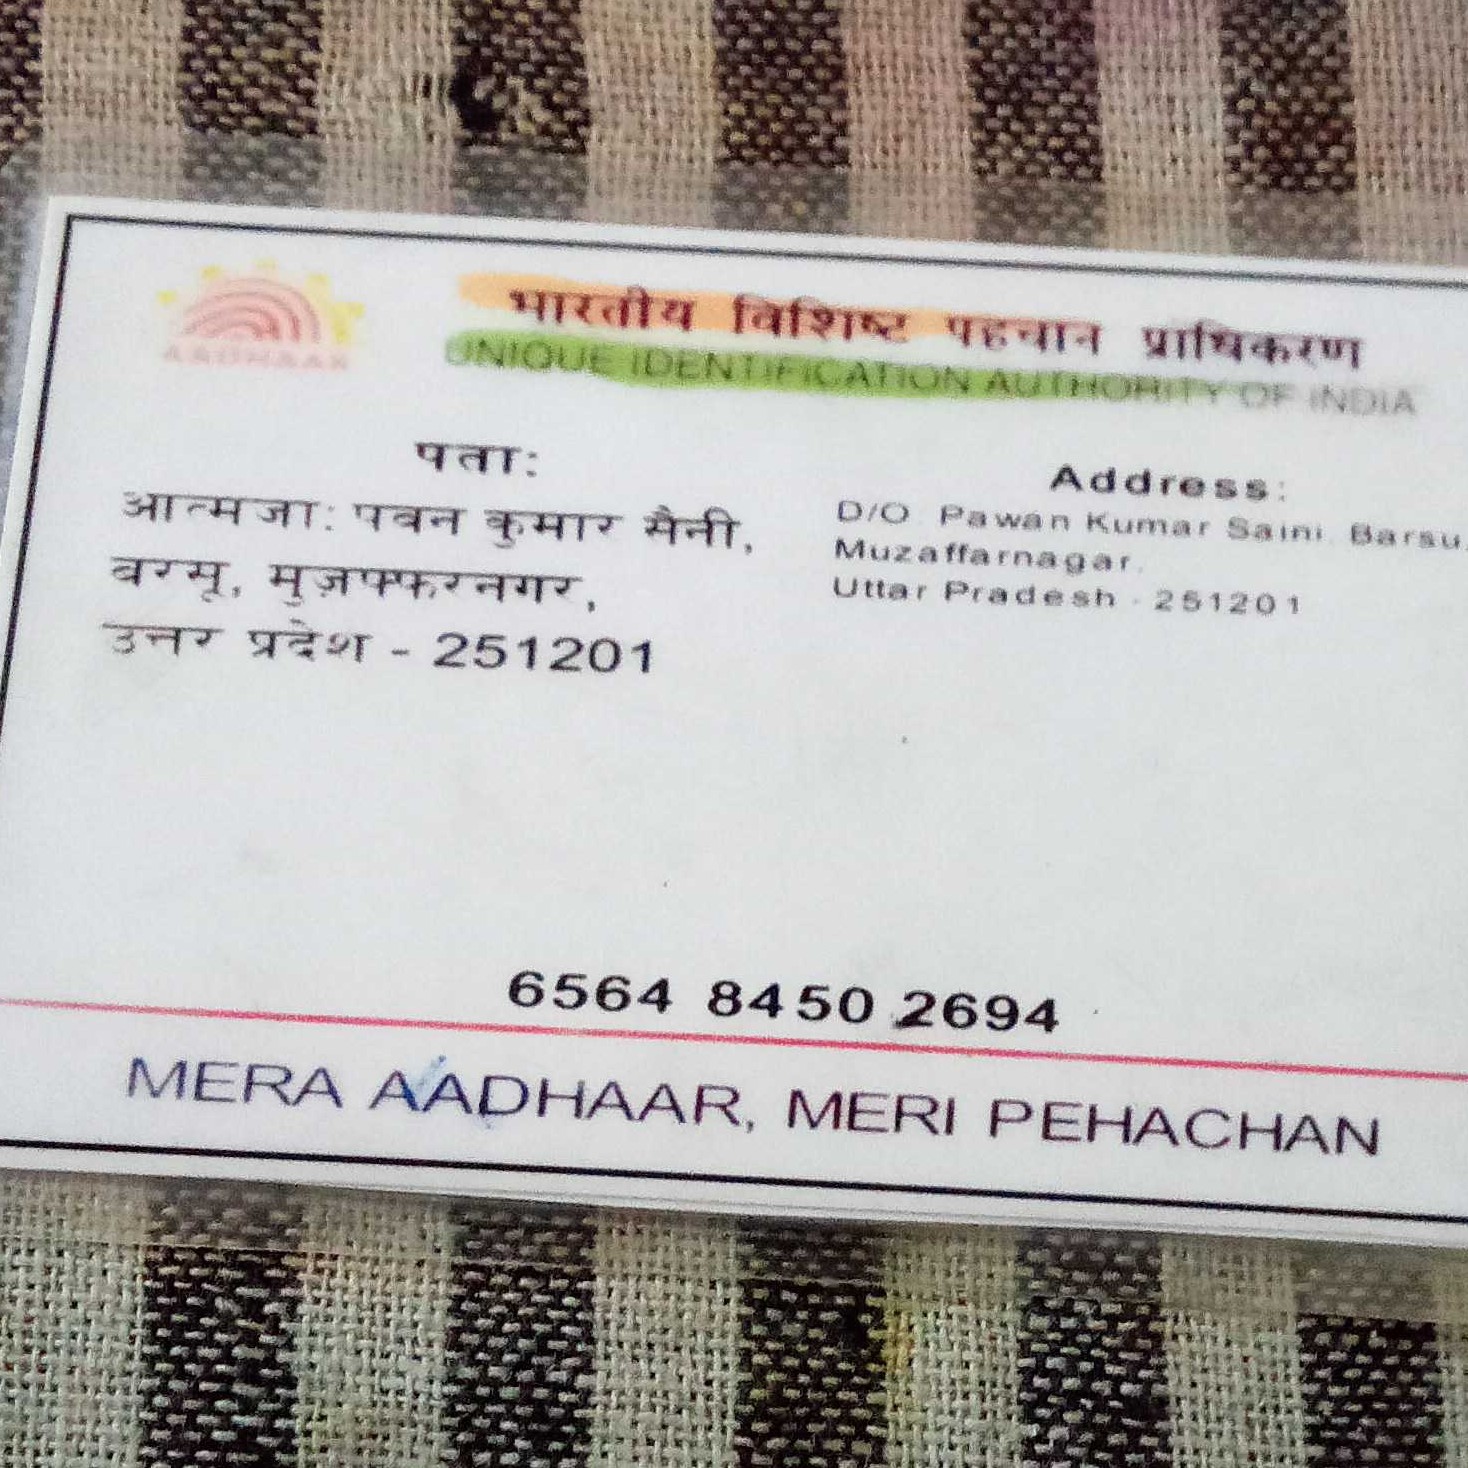 AADHAAR
भारतीय विशिष्ट पहचान प्राधिकरण
UNIQUE IDENTIFICATION AUTHORITY OF INDIA
पता:
आत्मजा: पवन कुमार सैनी,
बरसू, मुज़फ्फरनगर,
उत्तर प्रदेश - 251201
Address:
D/O Pawan Kumar Saini, Barsu,
Muzaffarnagar,
Uttar Pradesh - 251201
6564 8450 2694
MERA AADHAAR, MERI PEHACHAN